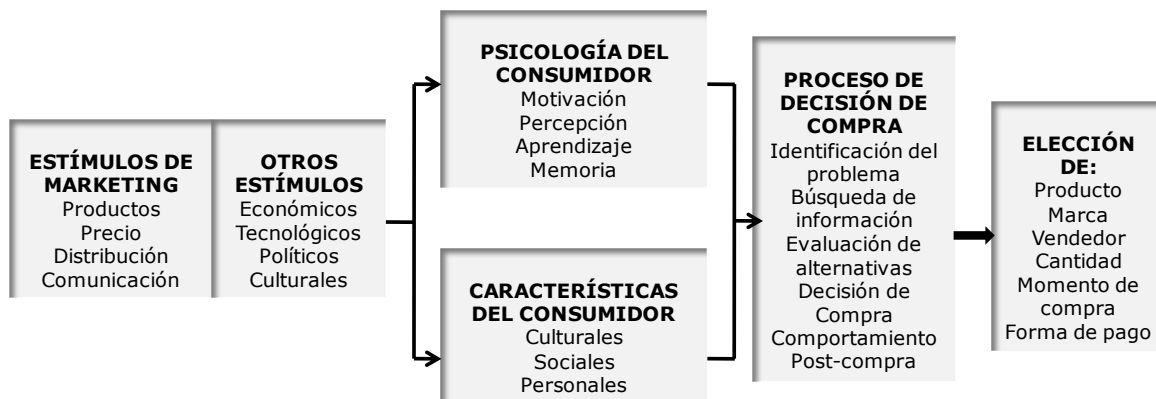 ESTÍMULOS DE
MARKETING
Productos
Precio
Distribución
Comunicación
OTROS
ESTÍMULOS
Económicos
Tecnológicos
Políticos
Culturales
PSICOLOGÍA DEL
CONSUMIDOR
Motivación
Percepción
Aprendizaje
Memoria
CARACTERÍSTICAS
DEL CONSUMIDOR
Culturales
Sociales
Personales
PROCESO DE
DECISIÓN DE
COMPRA
Identificación del
problema
Búsqueda de
información
Evaluación de
alternativas
Decisión de
Compra
Comportamiento
Post-compra
ELECCIÓN
DE:
Producto
Marca
Vendedor
Cantidad
Momento de
compra
Forma de pago